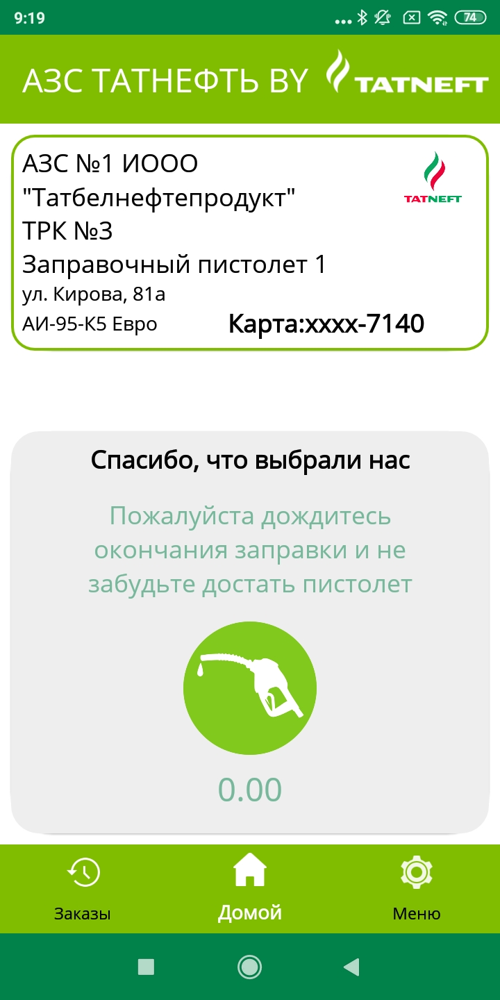 9:19
74
АЗС ТАТНЕФТЬ BY
TATNEFT
АЗС №1 ИООО
"Татбелнефтепродукт"
TATNEFT
ТРК №3
Заправочный пистолет 1
ул. Кирова, 81а
АИ-95-К5 Евро
Карта:xxxx-7140
Спасибо, что выбрали нас
Пожалуйста дождитесь
окончания заправки и не
забудьте достать пистолет
0.00
Заказы
Домой
Меню